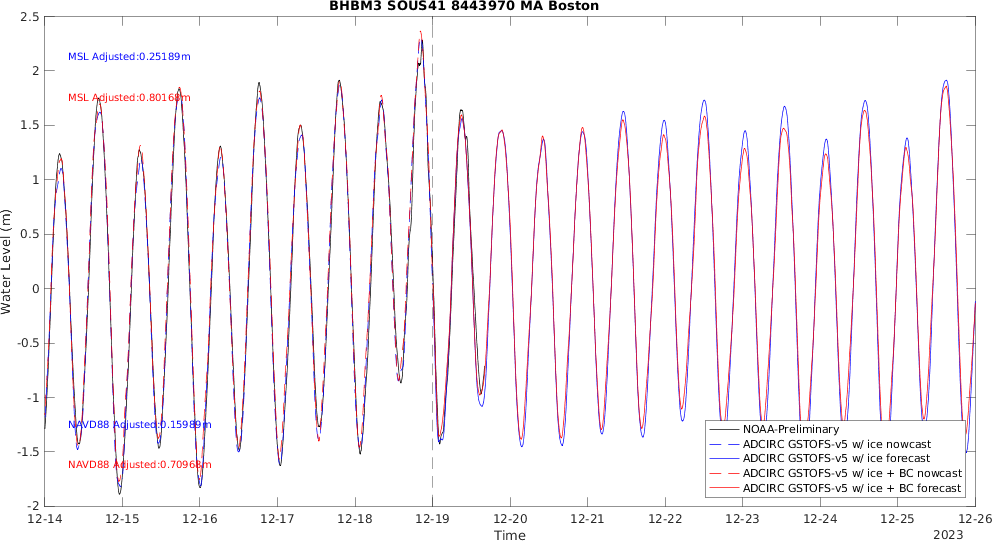 BHBM3 SOUS41 8443970 MA Boston
2.5
2
1.5
1
0.5
0
-0.5
-1
-1.5
-2
Water Level (m)
MSL Adjusted:0.25189m
MSL Adjusted:0.80168m
NAVD88 Adjusted:0.15989m
NAVD88 Adjusted:0.70968m
NOAA-Preliminary
ADCIRC GSTOFS-v5 w/ ice nowcast
ADCIRC GSTOFS-v5 w/ ice forecast
ADCIRC GSTOFS-v5 w/ ice + BC nowcast
ADCIRC GSTOFS-v5 w/ ice + BC forecast
12-14 12-15 12-16 12-17 12-18 12-19 12-20 12-21 12-22 12-23 12-24 12-25 12-26
Time
2023